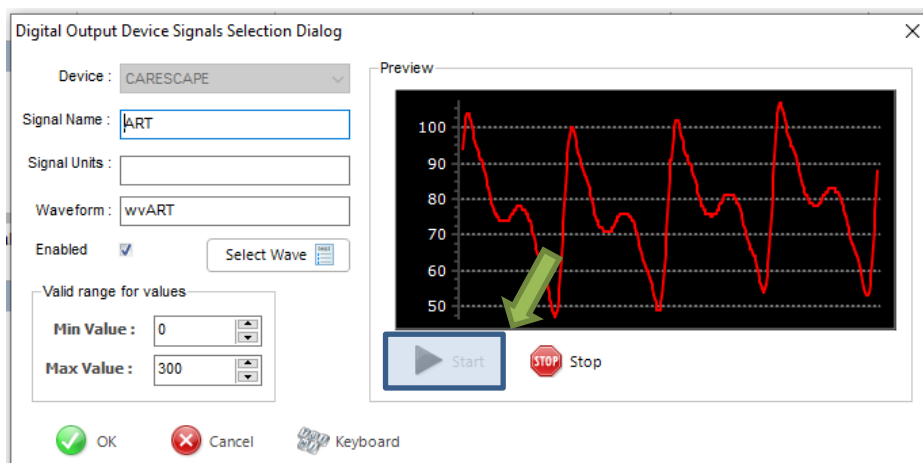 Digital Output Device Signals Selection Dialog
Device : CARESCAPE
Signal Name : ART
Signal Units :
Waveform : wvART
Enabled
Select Wave
Valid range for values
Min Value : 0
Max Value : 300
Preview
100
90
80
70
60
50
Start
STOP Stop
OK
Cancel
Keyboard